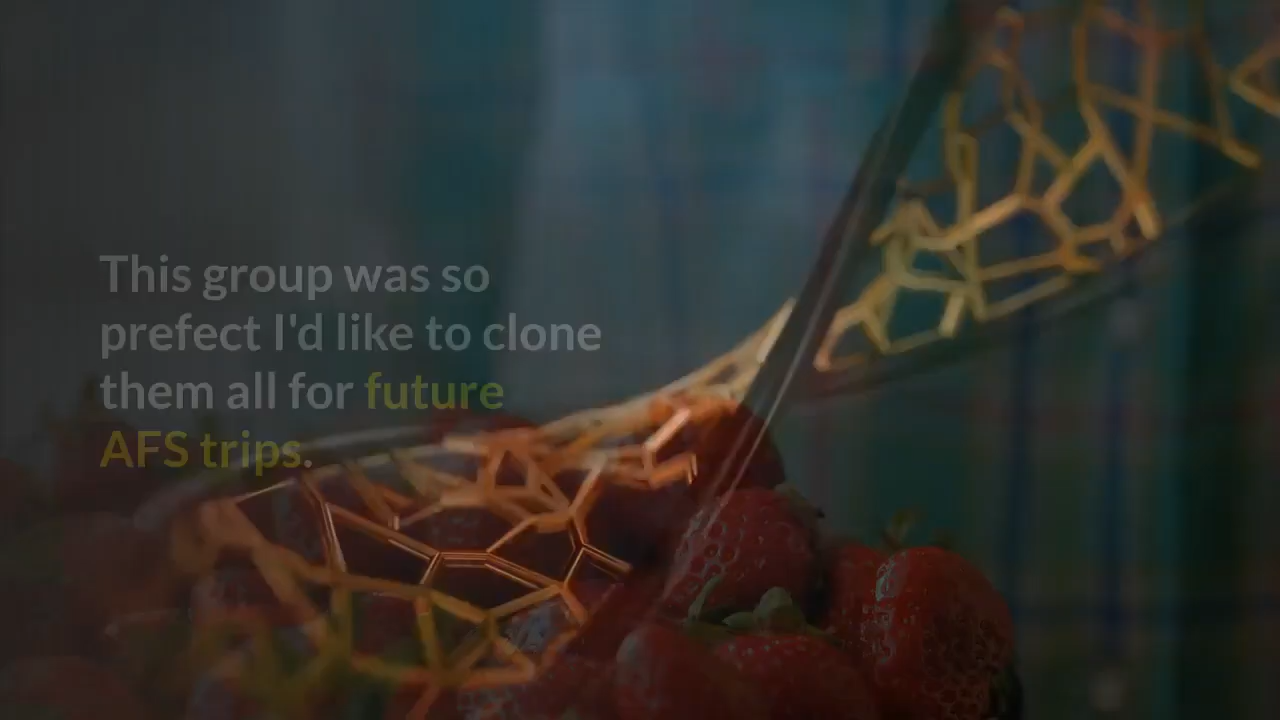 This group was so
prefect I'd like to clone
them all for future
AFS trips.